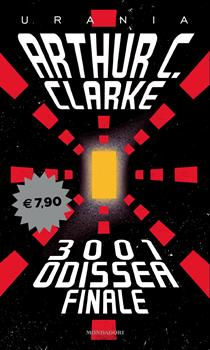 URANIA
ARTHUR C.
CLARKE
€ 7,90
3001
ODISSEA
FINALE
MONDADORI